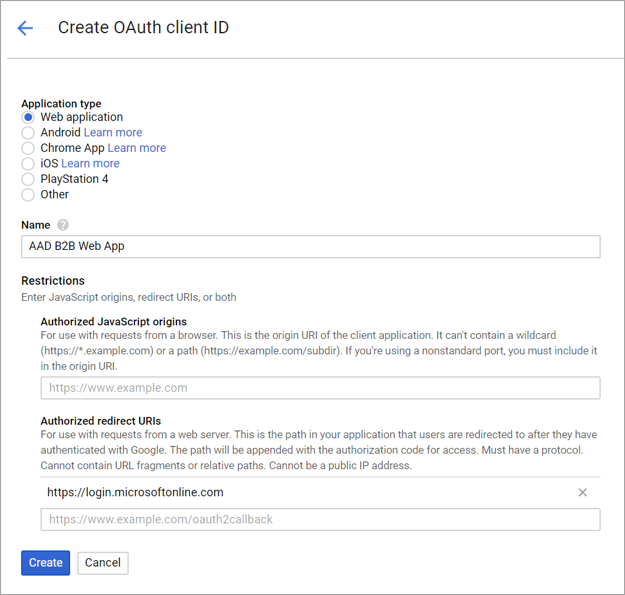 Create OAuth client ID
Application type
Web application
Android Learn more
Chrome App Learn more
iOS Learn more
PlayStation 4
Other
Name ?
AAD B2B Web App
Restrictions
Enter JavaScript origins, redirect URIs, or both
Authorized JavaScript origins
For use with requests from a browser. This is the origin URI of the client application. It can't contain a wildcard
(https://*.example.com) or a path (https://example.com/subdir). If you're using a nonstandard port, you must include it
in the origin URI.
https://www.example.com
Authorized redirect URIs
For use with requests from a web server. This is the path in your application that users are redirected to after they have
authenticated with Google. The path will be appended with the authorization code for access. Must have a protocol.
Cannot contain URL fragments or relative paths. Cannot be a public IP address.
https://login.microsoftonline.com
https://www.example.com/oauth2callback
Create Cancel